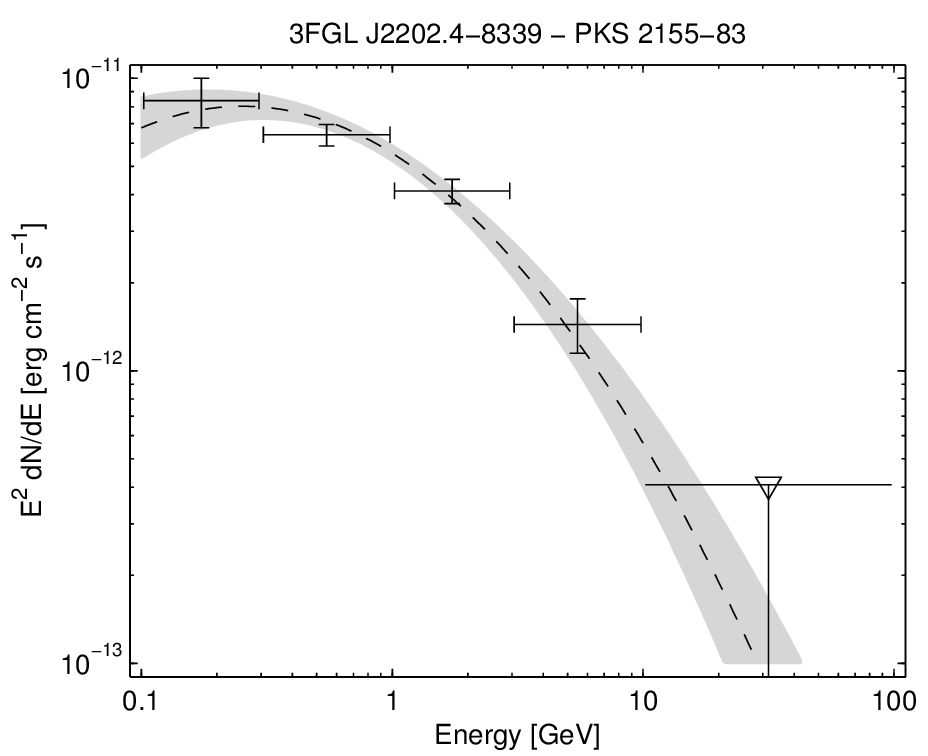 3FGL J2202.4−8339 − PKS 2155−83
10⁻¹¹
10⁻¹²
10⁻¹³
E² dN/dE [erg cm⁻² s⁻¹]
0.1 1 10 100
Energy [GeV]